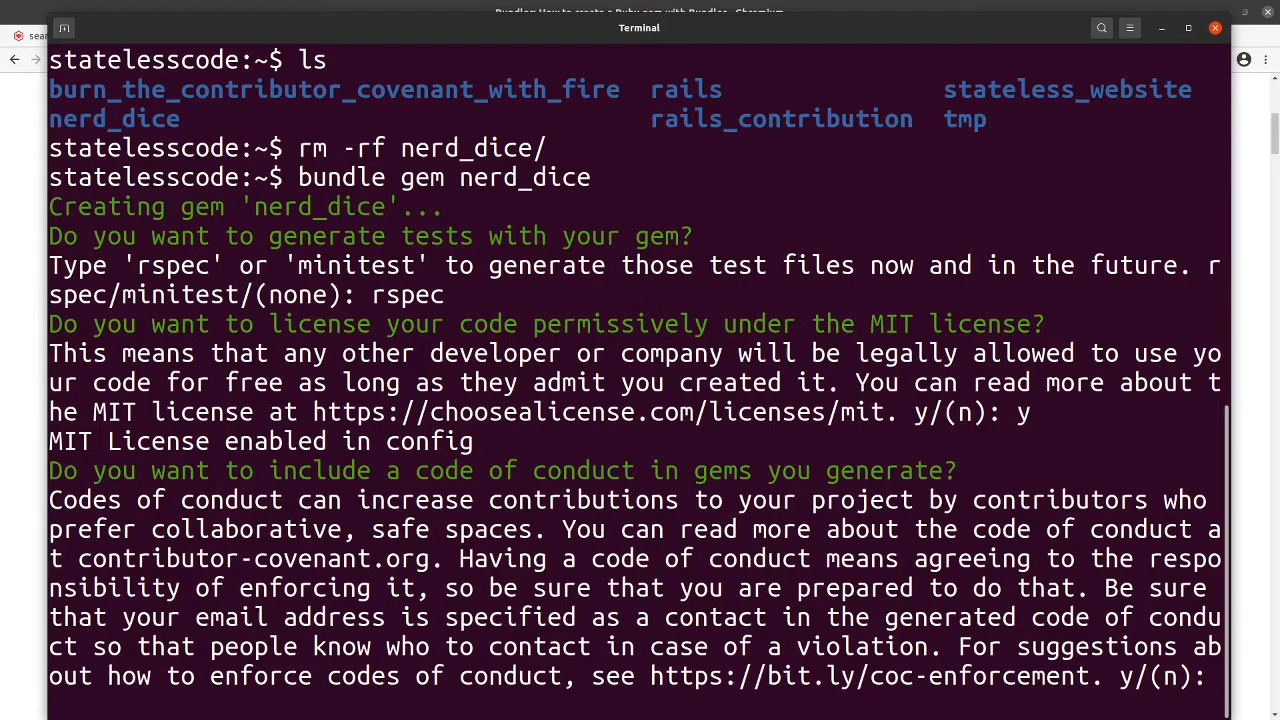 Bundler: How to create a Ruby gem with Bundler - Chromium
sear
Terminal
statelesscode:~$ ls
burn_the_contributor_covenant_with_fire rails stateless_website
nerd_dice rails_contribution tmp
statelesscode:~$ rm -rf nerd_dice/
statelesscode:~$ bundle gem nerd_dice
Creating gem 'nerd_dice'...
Do you want to generate tests with your gem?
Type 'rspec' or 'minitest' to generate those test files now and in the future. r
spec/minitest/(none): rspec
Do you want to license your code permissively under the MIT license?
This means that any other developer or company will be legally allowed to use yo
ur code for free as long as they admit you created it. You can read more about t
he MIT license at https://choosealicense.com/licenses/mit. y/(n): y
MIT License enabled in config
Do you want to include a code of conduct in gems you generate?
Codes of conduct can increase contributions to your project by contributors who
prefer collaborative, safe spaces. You can read more about the code of conduct a
t contributor-covenant.org. Having a code of conduct means agreeing to the respo
nsibility of enforcing it, so be sure that you are prepared to do that. Be sure
that your email address is specified as a contact in the generated code of condu
ct so that people know who to contact in case of a violation. For suggestions ab
out how to enforce codes of conduct, see https://bit.ly/coc-enforcement. y/(n):